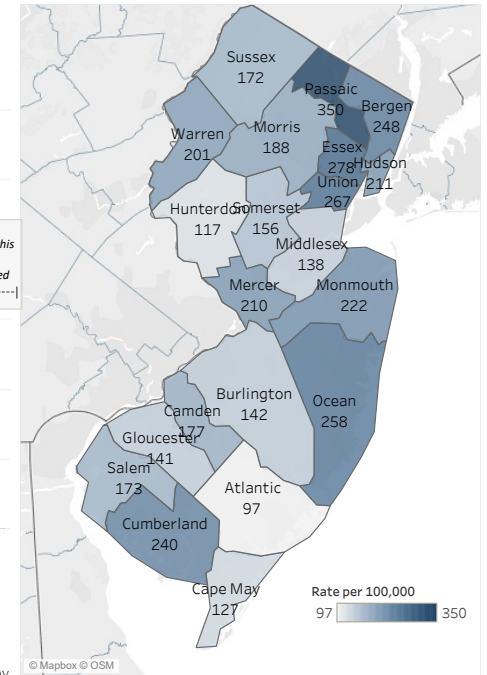 Sussex
172
Passaic
350
Bergen
248
Warren
201
Morris
188
Essex
278
Hudson
211
Union
267
Hunterdon
117
Somerset
156
Middlesex
138
Mercer
210
Monmouth
222
Burlington
142
Ocean
258
Camden
177
Gloucester
141
Salem
173
Atlantic
97
Cumberland
240
Cape May
127
Rate per 100,000
97
350
© Mapbox © OSM
his
ed
----|